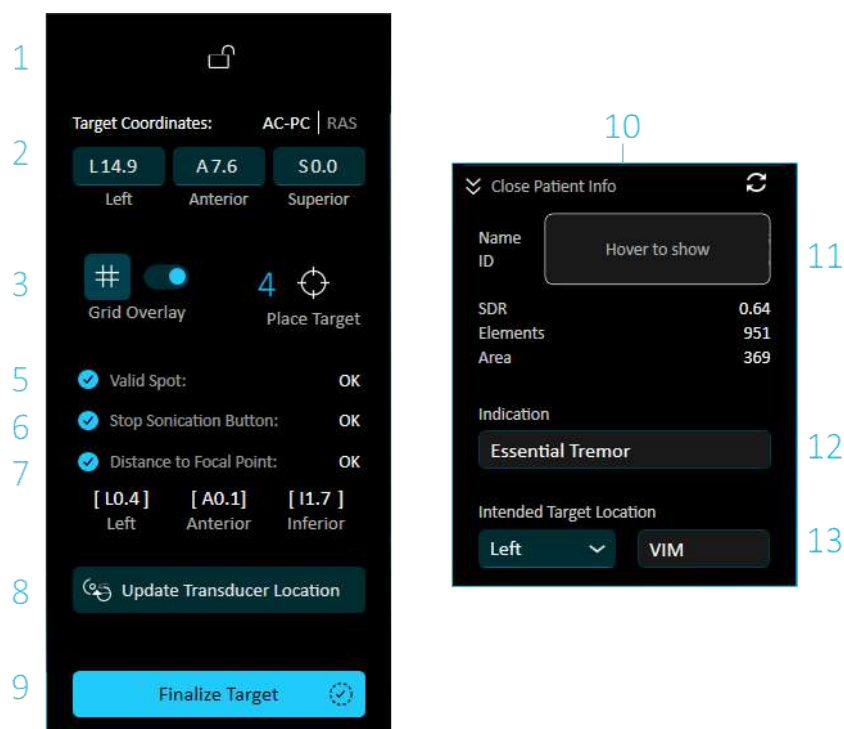 1
Target Coordinates: AC-PC | RAS
2
L14.9 A7.6 S0.0
Left Anterior Superior
3
4
Grid Overlay Place Target
5
Valid Spot: OK
6
Stop Sonication Button: OK
7
Distance to Focal Point: OK
[ L0.4 ] [ A0.1] [ I1.7 ]
Left Anterior Inferior
8
Update Transducer Location
9
Finalize Target
10
Close Patient Info
Name
ID
Hover to show
11
SDR 0.64
Elements 951
Area 369
Indication
Essential Tremor
12
Intended Target Location
Left VIM
13